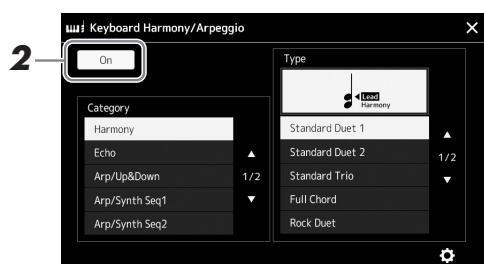 Keyboard Harmony/Arpeggio
2
On
Category
Harmony
Echo
Arp/Up&Down
Arp/Synth Seq1
Arp/Synth Seq2
1/2
Type
Lead
Harmony
Standard Duet 1
Standard Duet 2
Standard Trio
Full Chord
Rock Duet
1/2